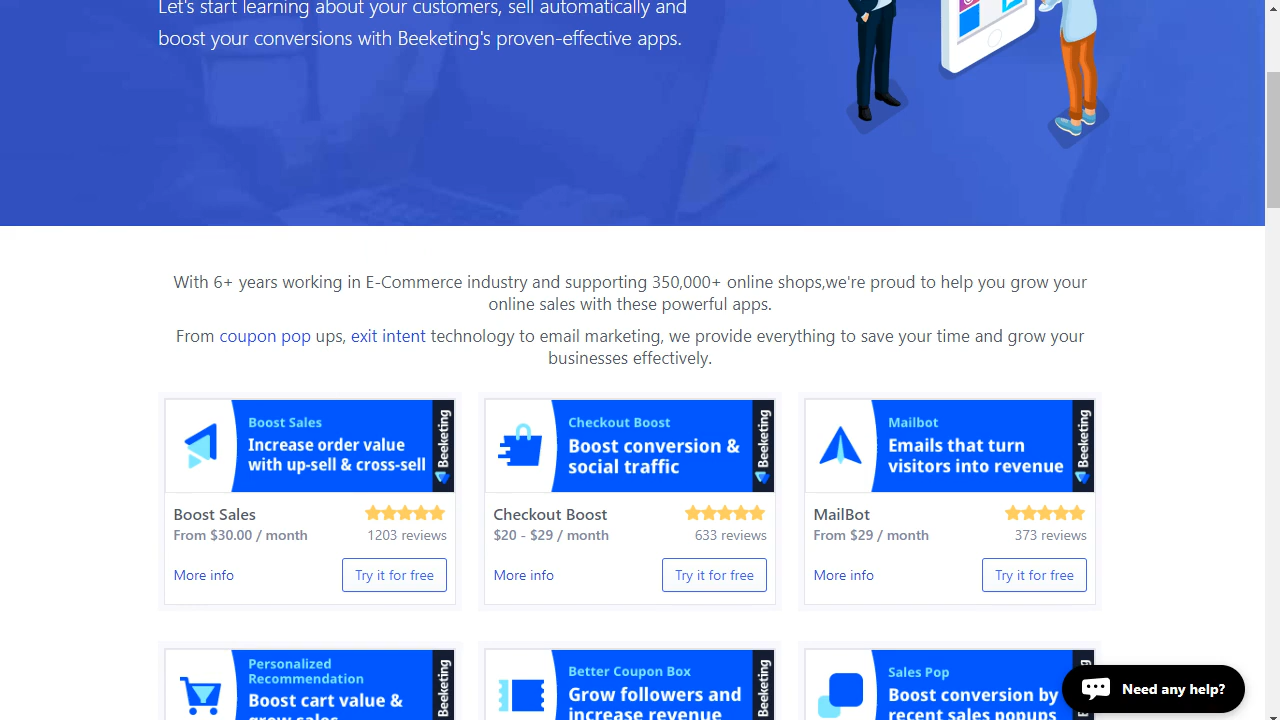 Let's start learning about your customers, sell automatically and
boost your conversions with Beeketing's proven-effective apps.
With 6+ years working in E-Commerce industry and supporting 350,000+ online shops,we're proud to help you grow your
online sales with these powerful apps.
From coupon pop ups, exit intent technology to email marketing, we provide everything to save your time and grow your
businesses effectively.
Boost Sales
Increase order value
with up-sell & cross-sell
Beeketing
Boost Sales
From $30.00 / month
1203 reviews
More info
Try it for free
Checkout Boost
Boost conversion &
social traffic
Beeketing
Checkout Boost
$20 - $29 / month
633 reviews
More info
Try it for free
Mailbot
Emails that turn
visitors into revenue
Beeketing
MailBot
From $29 / month
373 reviews
More info
Try it for free
Personalized
Recommendation
Boost cart value &
grow sales
Beeketing
Better Coupon Box
Grow followers and
increase revenue
Beeketing
Sales Pop
Boost conversion by
recent sales popups
Need any help?